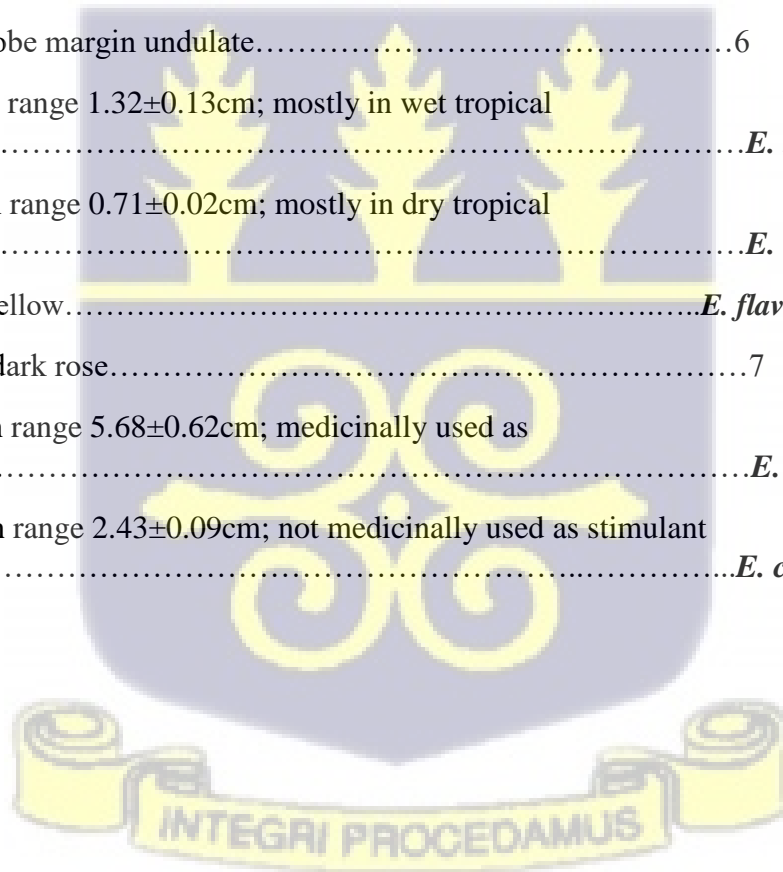 obe margin undulate…………………………………………6
range 1.32±0.13cm; mostly in wet tropical
…………………………………………………………………………E.
range 0.71±0.02cm; mostly in dry tropical
…………………………………………………………………………E.
ellow…………………………………………………………………E. flav
dark rose……………………………………………………………7
range 5.68±0.62cm; medicinally used as
…………………………………………………………………………E.
range 2.43±0.09cm; not medicinally used as stimulant
…………………………………………………………………………E. c
INTEGRI PROCEDAMUS